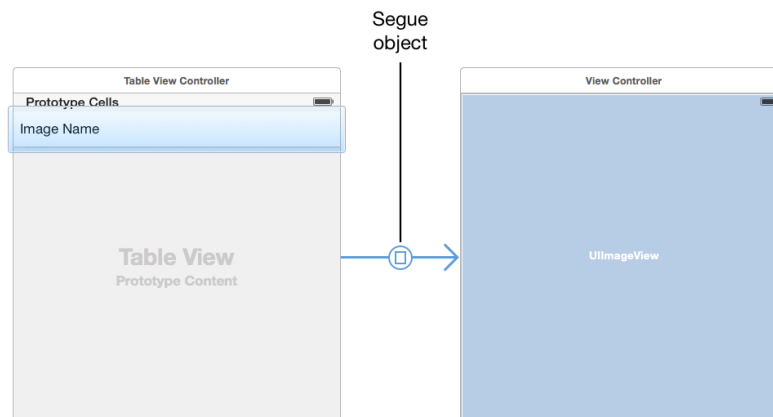 Segue
object
Table View Controller
View Controller
Prototype Cells
Image Name
Table View
Prototype Content
UIImageView